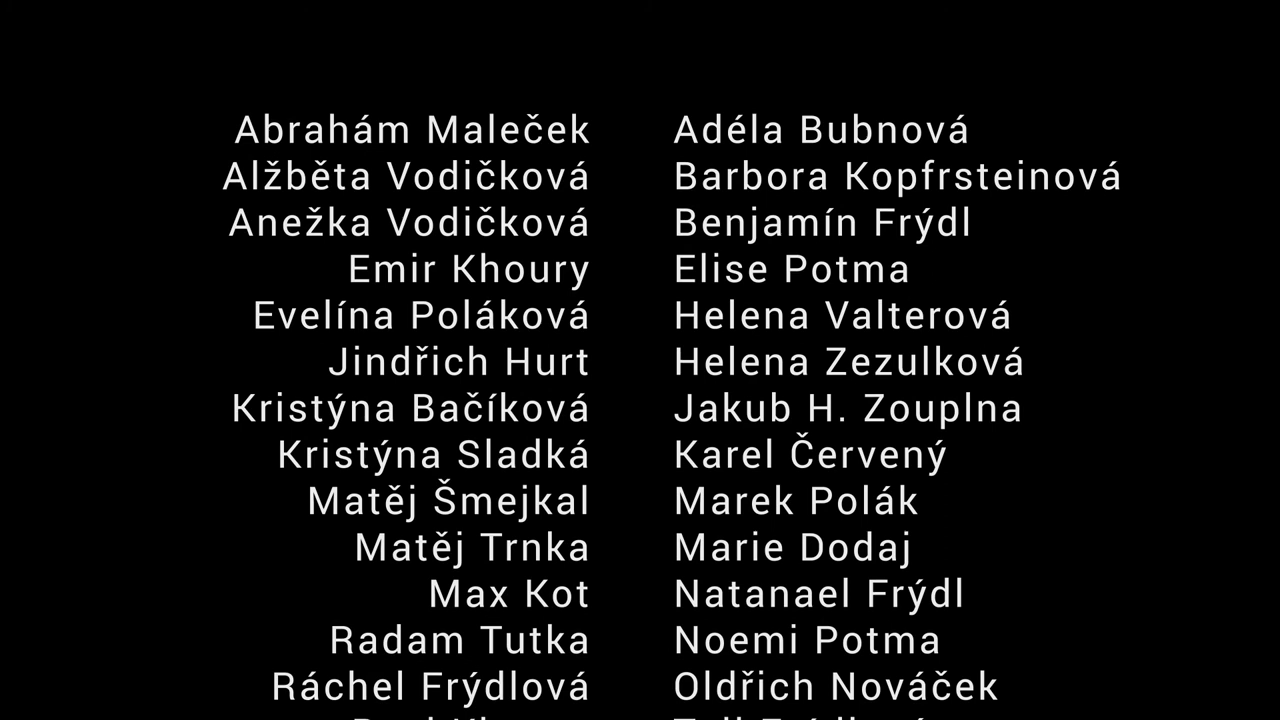 Abrahám Maleček Adéla Bubnová
Alžběta Vodičková Barbora Kopfrsteinová
Anežka Vodičková Benjamín Frýdl
Emir Khoury Elise Potma
Evelína Poláková Helena Valterová
Jindřich Hurt Helena Zezulková
Kristýna Bačíková Jakub H. Zouplna
Kristýna Sladká Karel Červený
Matěj Šmejkal Marek Polák
Matěj Trnka Marie Dodaj
Max Kot Natanael Frýdl
Radam Tutka Noemi Potma
Ráchel Frýdlová Oldřich Nováček